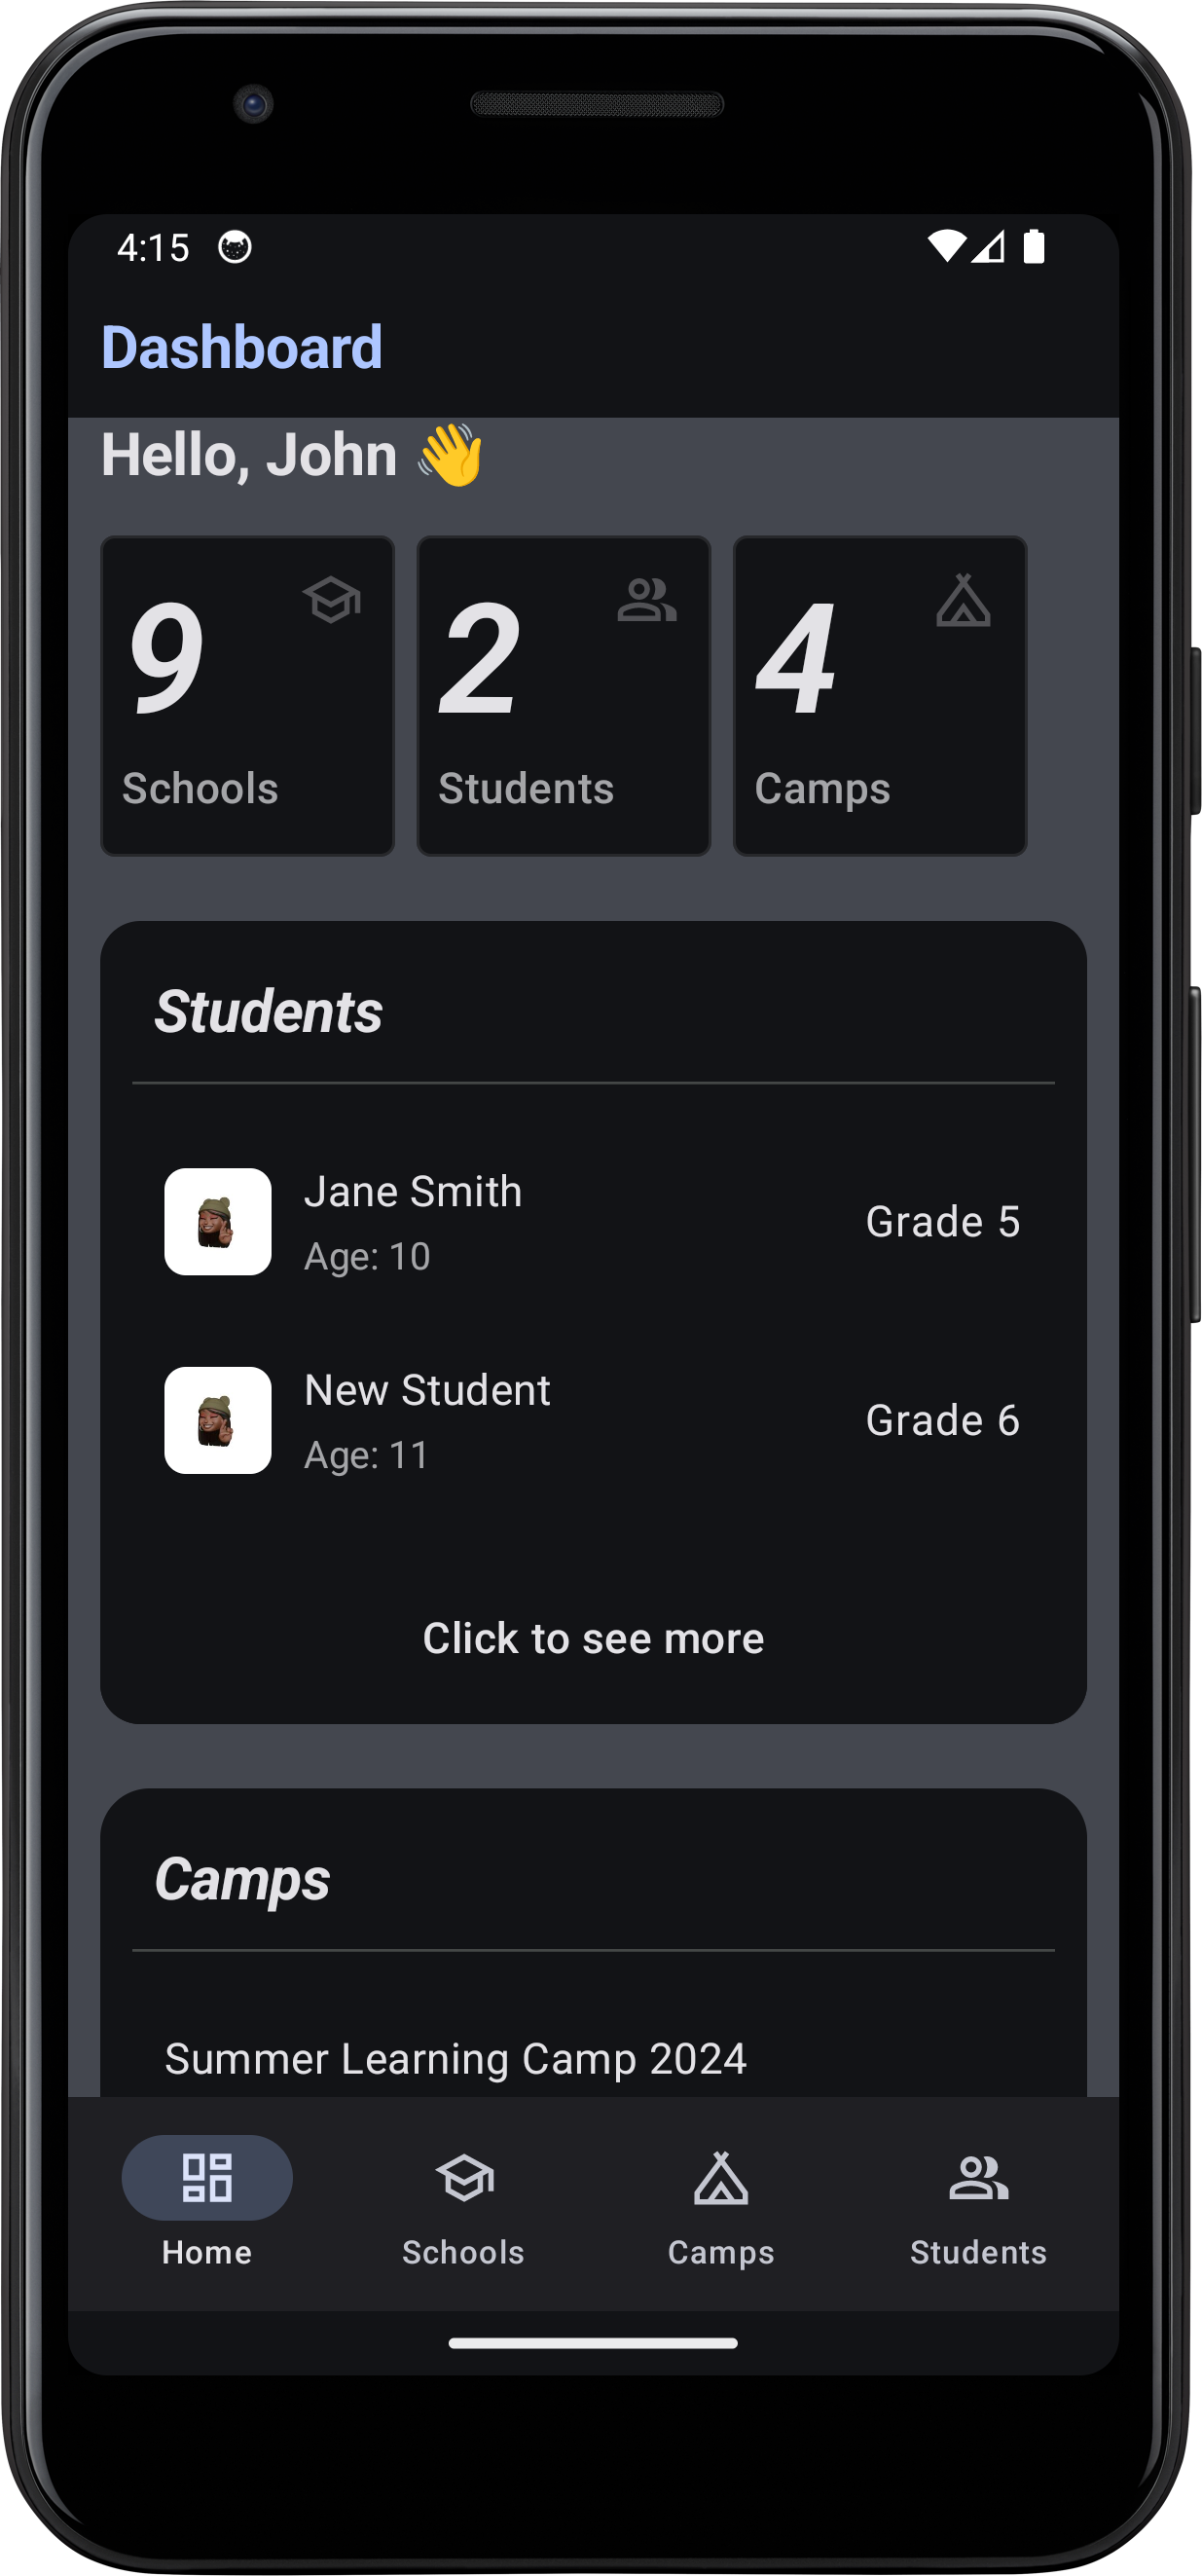 4:15
Dashboard
Hello, John 👋
9
Schools
2
Students
4
Camps
Students
Jane Smith
Age: 10
Grade 5
New Student
Age: 11
Grade 6
Click to see more
Camps
Summer Learning Camp 2024
Home
Schools
Camps
Students